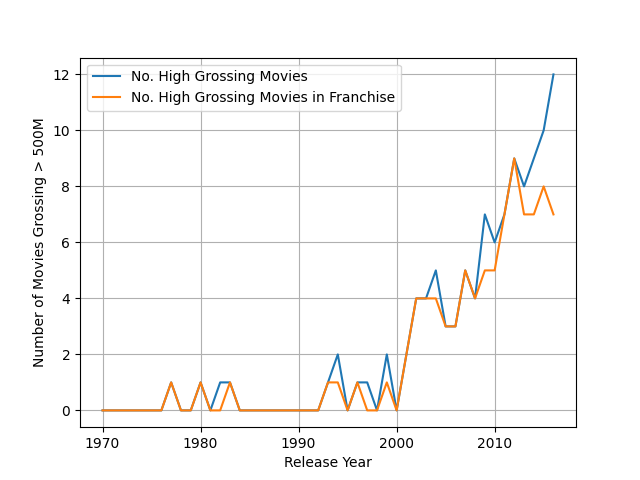 No. High Grossing Movies
No. High Grossing Movies in Franchise
Number of Movies Grossing > 500M
12
10
8
6
4
2
0
1970 1980 1990 2000 2010
Release Year